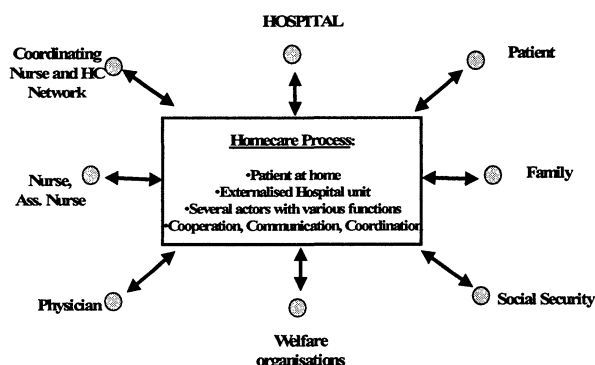 HOSPITAL
Coordinating
Nurse and HC
Network
Patient
Homecare Process:
•Patient at home
•Externalised Hospital unit
•Several actors with various functions
•Cooperation, Communication, Coordination
Nurse,
Ass. Nurse
Family
Physician
Social Security
Welfare
organisations